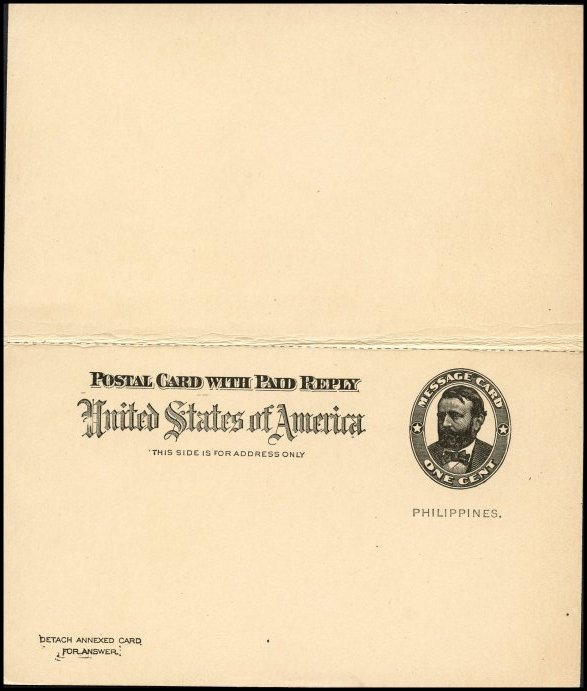 POSTAL CARD WITH PAID REPLY
United States of America
THIS SIDE IS FOR ADDRESS ONLY
MESSAGE CARD
ONE CENT
PHILIPPINES.
DETACH ANNEXED CARD
FOR ANSWER.